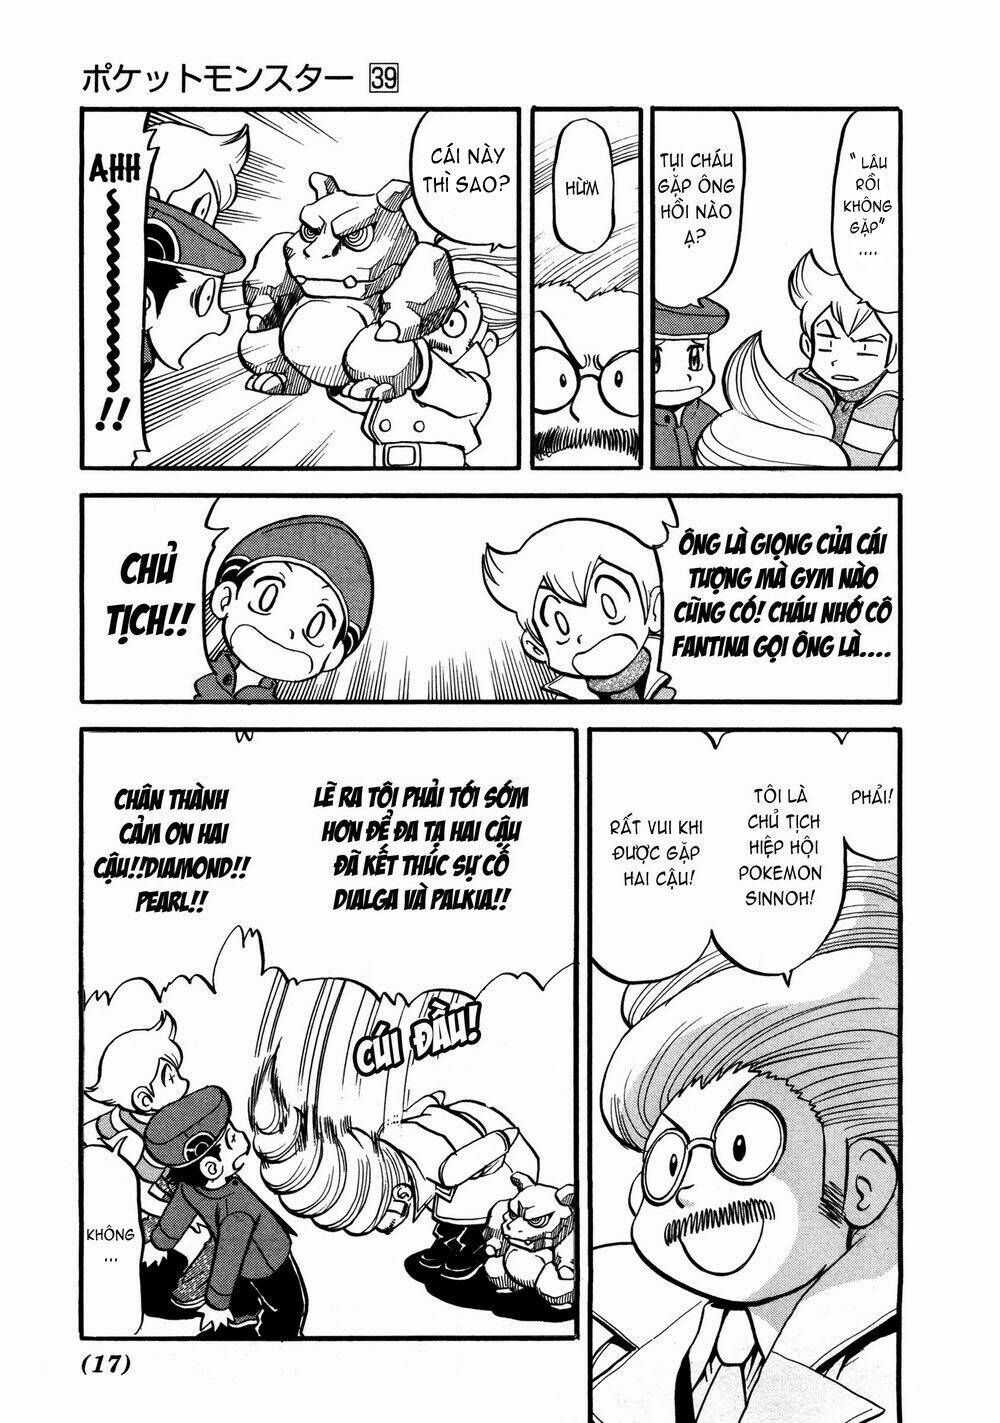 ポケットモンスター 39
"LÂU
RỒI
KHÔNG
GẶP"
....
TỤI CHÁU
GẶP ÔNG
HỒI NÀO
Ạ?
HỪM
CÁI NÀY
THÌ SAO?
AHH
!!
ÔNG LÀ GIỌNG CỦA CÁI
TƯỢNG MÀ GYM NÀO
CŨNG CÓ! CHÁU NHỚ CÔ
FANTINA GỌI ÔNG LÀ....
CHỦ
TỊCH!!
PHẢI!
TÔI LÀ
CHỦ TỊCH
HIỆP HỘI
POKEMON
SINNOH!
RẤT VUI KHI
ĐƯỢC GẶP
HAI CẬU!
LẼ RA TÔI PHẢI TỚI SỚM
HƠN ĐỂ ĐA TẠ HAI CẬU
ĐÃ KẾT THÚC SỰ CỐ
DIALGA VÀ PALKIA!!
CHÂN THÀNH
CẢM ƠN HAI
CẬU!!DIAMOND!!
PEARL!!
CÚI ĐẦU!
KHÔNG
...
(17)